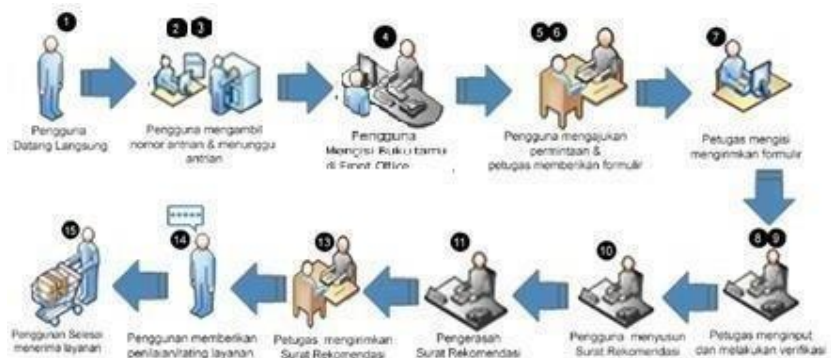 1
Pengguna
Datang Langsung
2 3
Pengguna mengambil
nomor antrian & menunggu
antrian
4
Pengguna
Mengisi Buku tamu
di Front Office
5 6
Pengguna mengajukan
permintaan &
petugas memberikan formulir
7
Petugas mengisi
mengirimkan formulir
8 9
Petugas menginput
dan melakukan verifikasi
10
Pengguna menyusun
Surat Rekomendasi
11
Pengerasan
Surat Rekomendasi
13
Petugas mengirimkan
Surat Rekomendasi
14
Penggunan memberikan
penilaian/rating layanan
15
Penggunan Selesai
menerima layanan